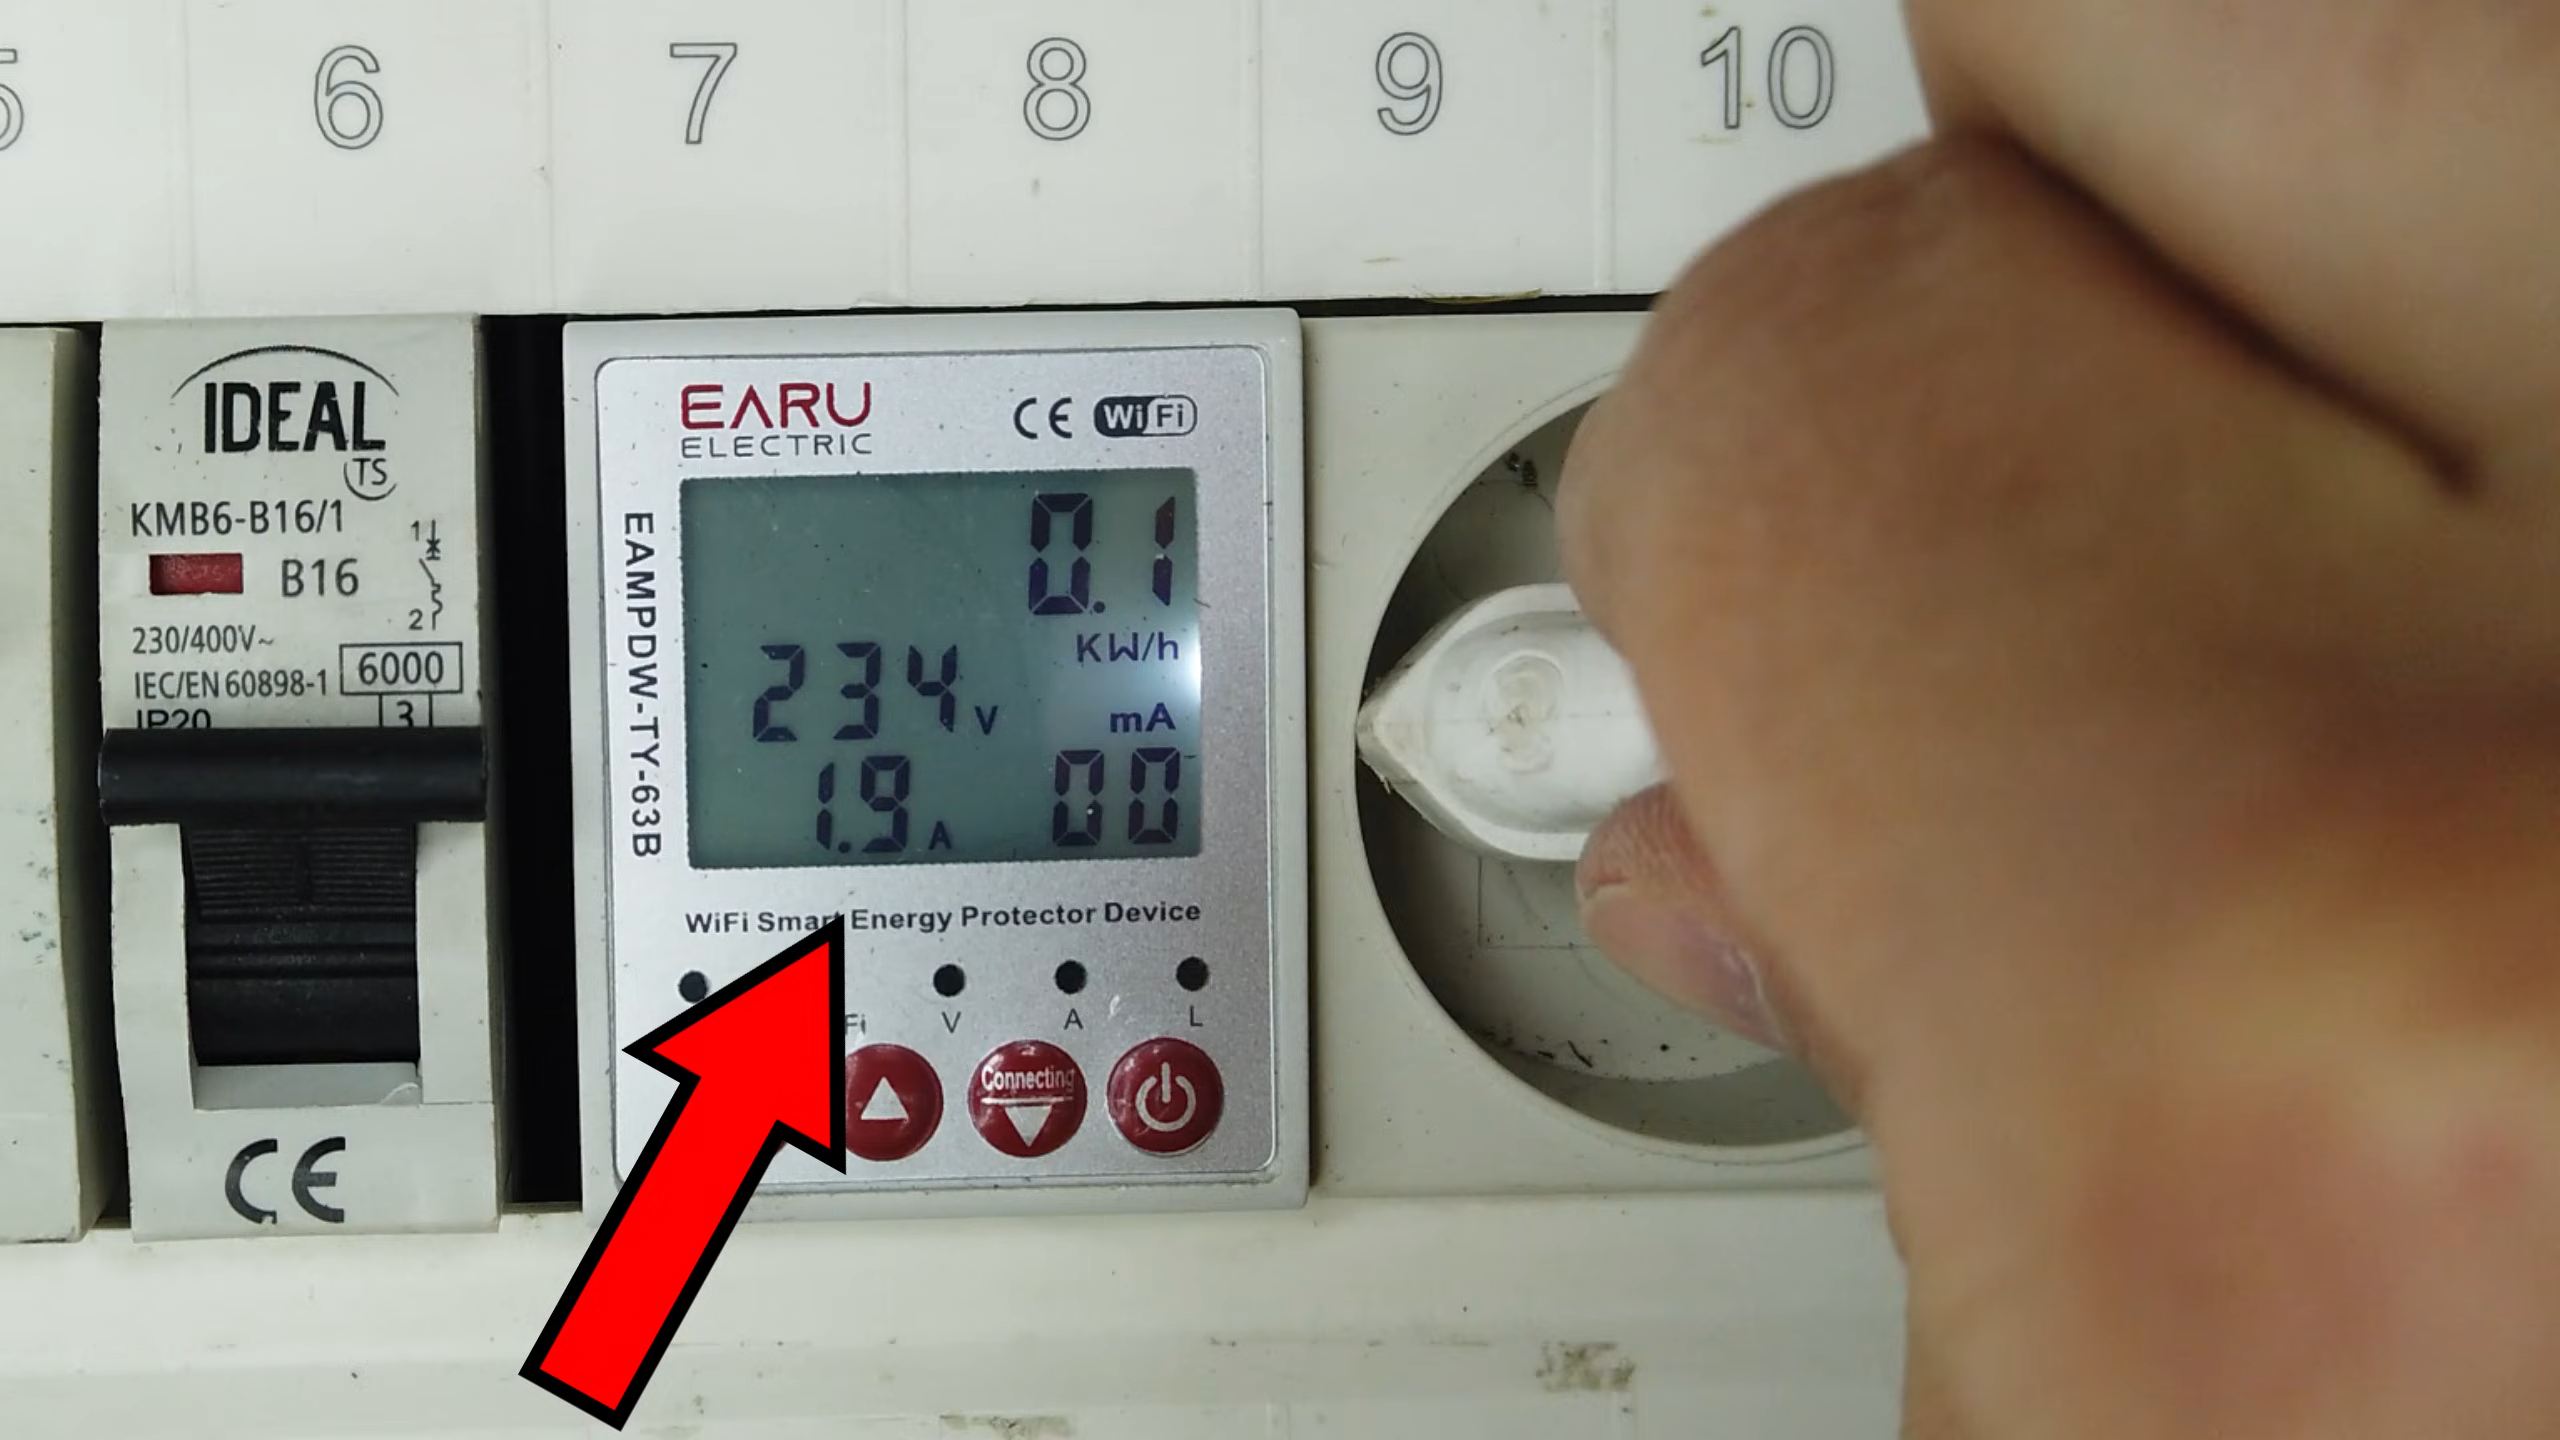 6
7
8
9
10
IDEAL
TS
KMB6-B16/1
B16
1
2
230/400V~
IEC/EN 60898-1
6000
IP20
3
CE
EARU
ELECTRIC
CE WiFi
EAMPDW-TY-63B
0.1
KW/h
234 V
mA
1.9 A
00
WiFi Smart Energy Protector Device
Fi
V
A
L
Connecting